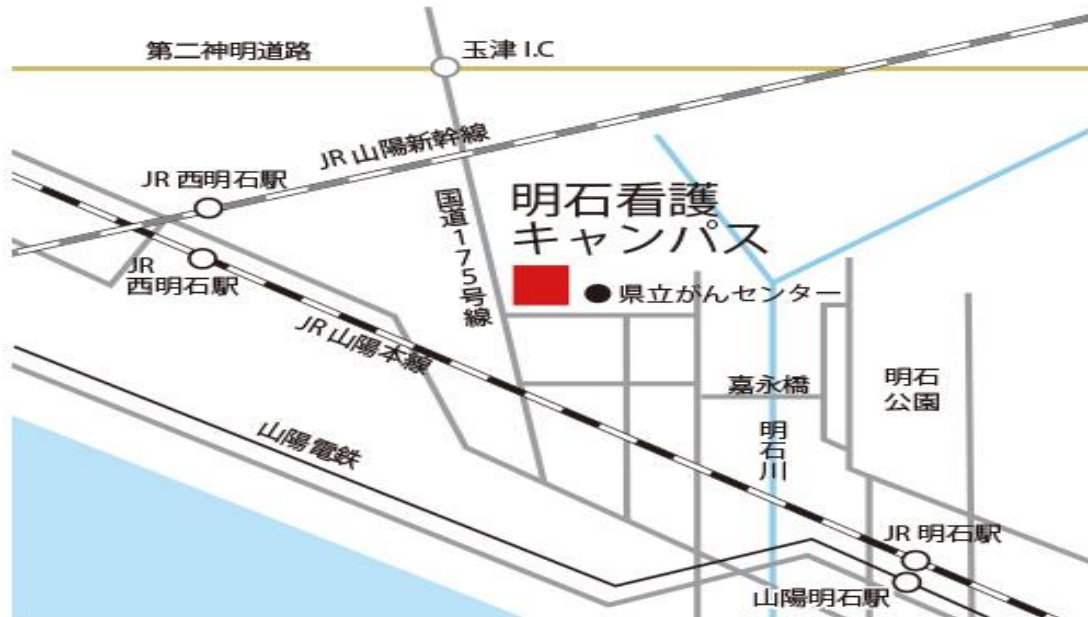 第二神明道路
玉津 I.C
JR 山陽新幹線
JR 西明石駅
国道175号線
明石看護
キャンパス
JR
西明石駅
県立がんセンター
JR 山陽本線
嘉永橋
明石
公園
明石川
山陽電鉄
JR 明石駅
山陽明石駅